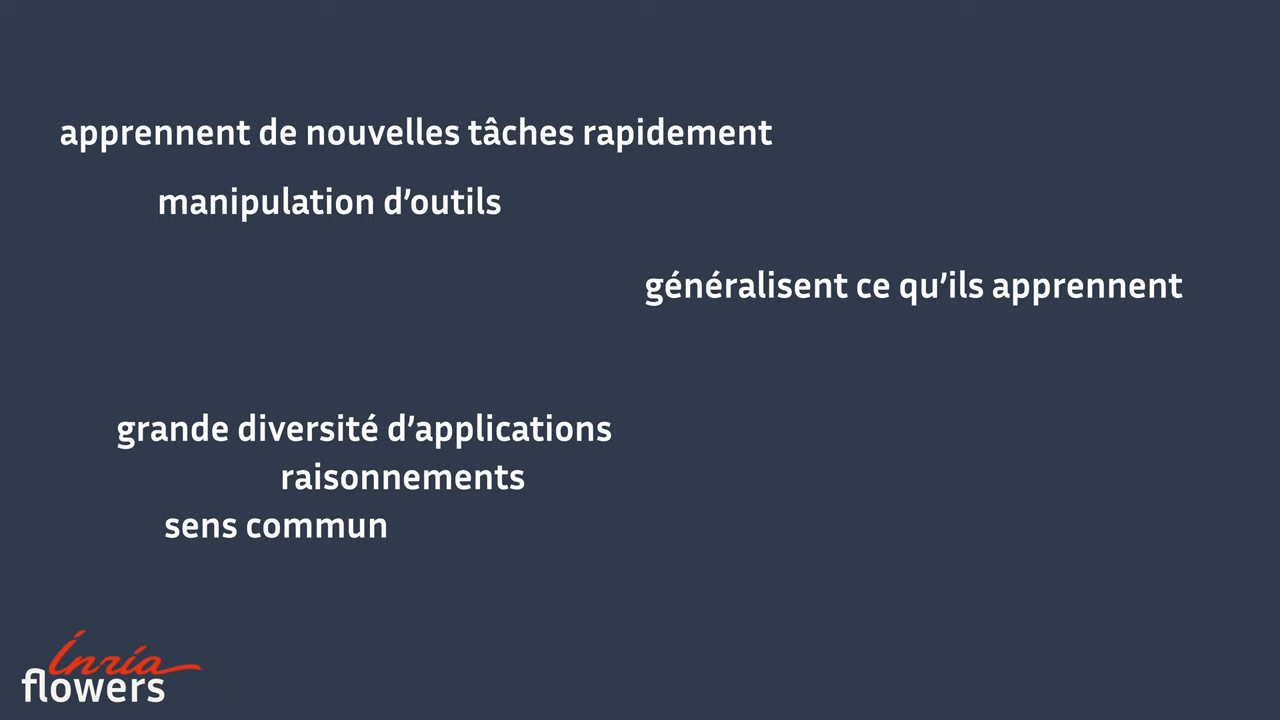 apprennent de nouvelles tâches rapidement
manipulation d’outils
généralisent ce qu’ils apprennent
grande diversité d’applications
raisonnements
sens commun
Inria
flowers